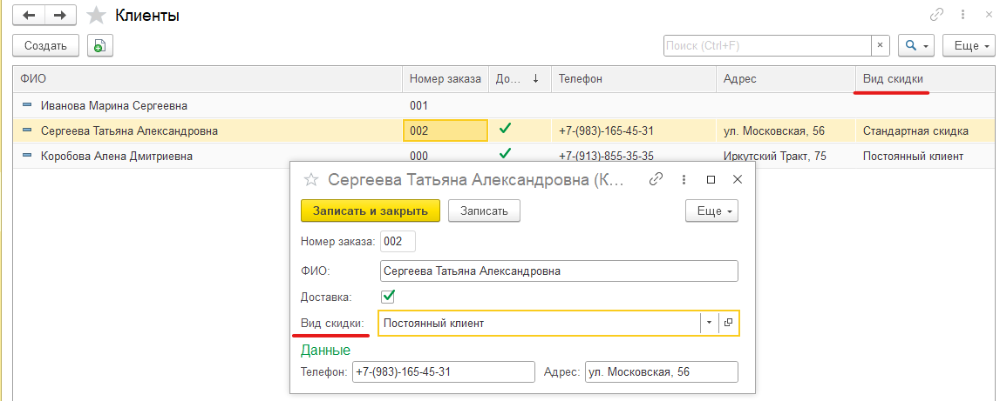 Клиенты
Создать
Поиск (Ctrl+F)
×
Еще
ФИО Номер заказа До... ↓ Телефон Адрес Вид скидки
Иванова Марина Сергеевна 001
Сергеева Татьяна Александровна 002 +7-(983)-165-45-31 ул. Московская, 56 Стандартная скидка
Коробова Алена Дмитриевна 000 +7-(913)-855-35-35 Иркутский Тракт, 75 Постоянный клиент
Сергеева Татьяна Александровна (К...
Записать и закрыть Записать Еще
Номер заказа: 002
ФИО: Сергеева Татьяна Александровна
Доставка:
Вид скидки: Постоянный клиент
Данные
Телефон: +7-(983)-165-45-31 Адрес: ул. Московская, 56